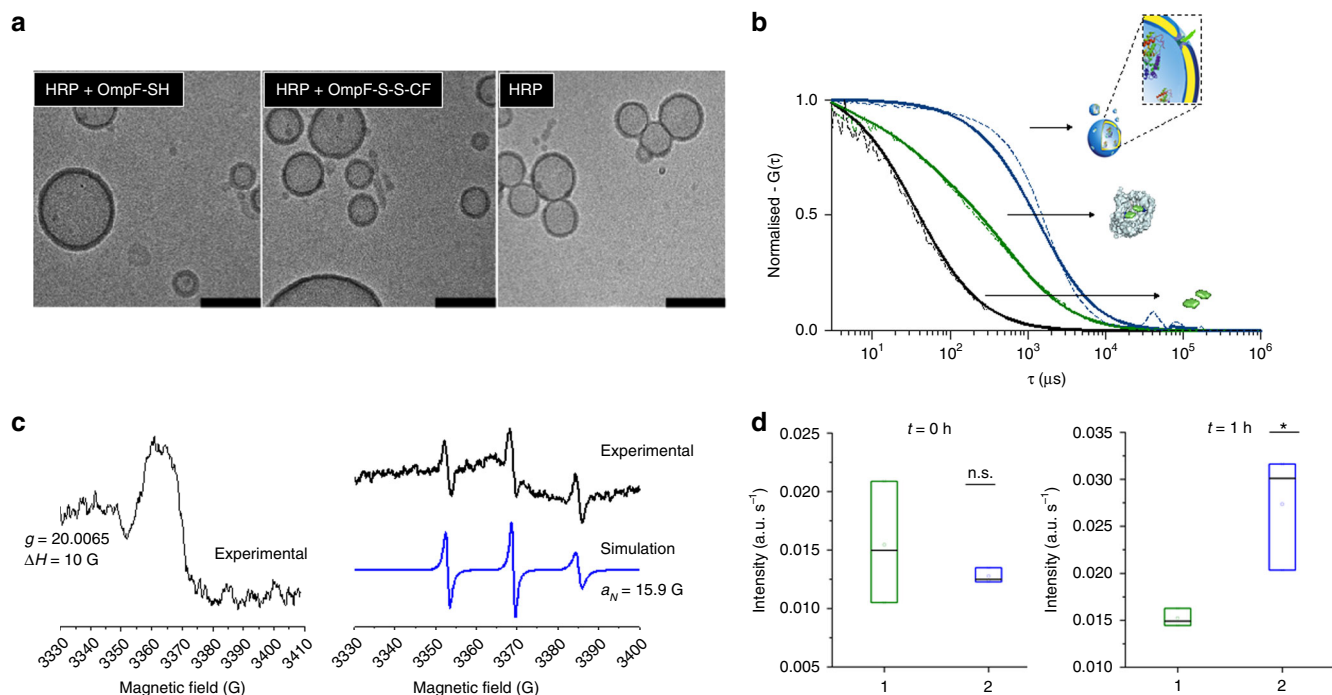 a
HRP + OmpF-SH
HRP + OmpF-S-S-CF
HRP
b
Normalised - G(τ)
1.0
0.5
0.0
10¹ 10² 10³ 10⁴ 10⁵ 10⁶
τ (μs)
c
g = 20.0065
ΔH = 10 G
Experimental
3330 3340 3350 3360 3370 3380 3390 3400 3410
Magnetic field (G)
Experimental
Simulation
a_N = 15.9 G
3330 3340 3350 3360 3370 3380 3390 3400
Magnetic field (G)
d
t = 0 h
n.s.
Intensity (a.u. s⁻¹)
0.025
0.020
0.015
0.010
0.005
1 2
t = 1 h
*
Intensity (a.u. s⁻¹)
0.035
0.030
0.025
0.020
0.015
0.010
1 2